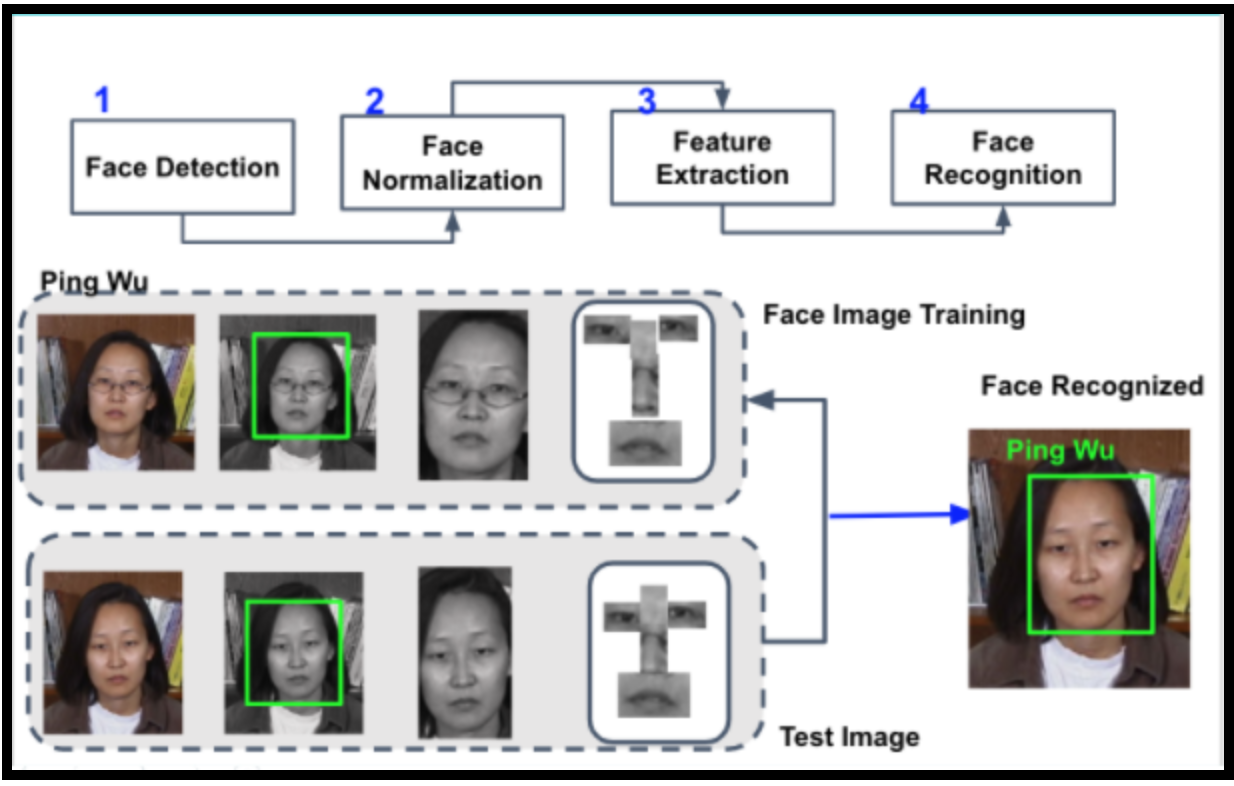 1
Face Detection
2
Face
Normalization
3
Feature
Extraction
4
Face
Recognition
Ping Wu
Face Image Training
Face Recognized
Ping Wu
Test Image